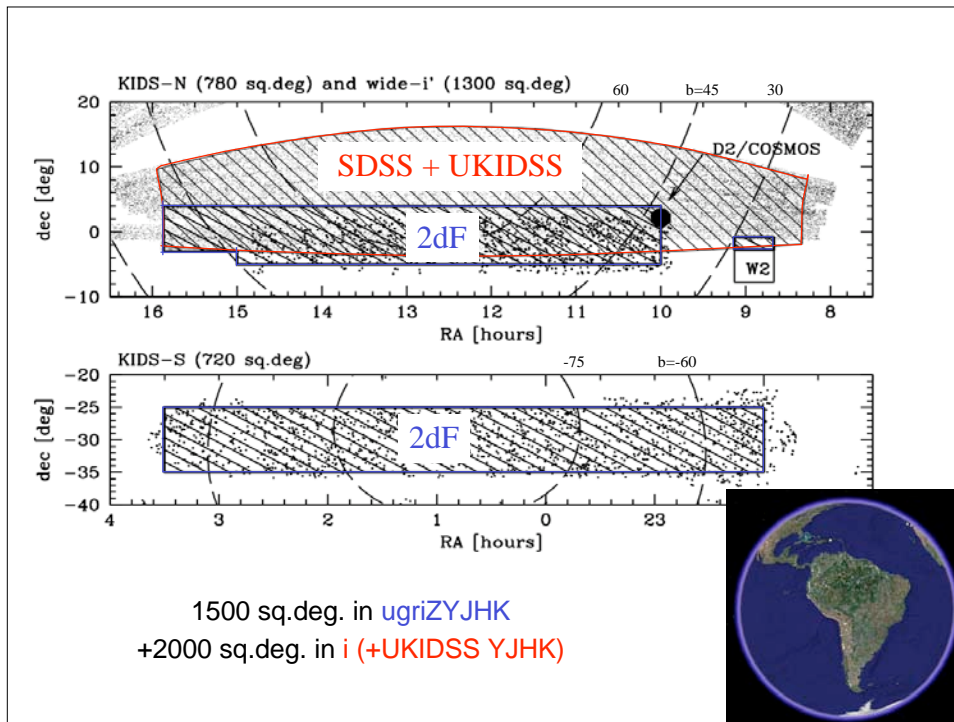 KIDS-N (780 sq.deg) and wide-i' (1300 sq.deg)
60
b=45
30
20
10
0
-10
dec [deg]
D2/COSMOS
SDSS + UKIDSS
2dF
W2
16 15 14 13 12 11 10 9 8
RA [hours]
KIDS-S (720 sq.deg)
-75
b=-60
-20
-25
-30
-35
-40
dec [deg]
2dF
4 3 2 1 0 23
RA [hours]
1500 sq.deg. in ugriZYJHK
+2000 sq.deg. in i (+UKIDSS YJHK)